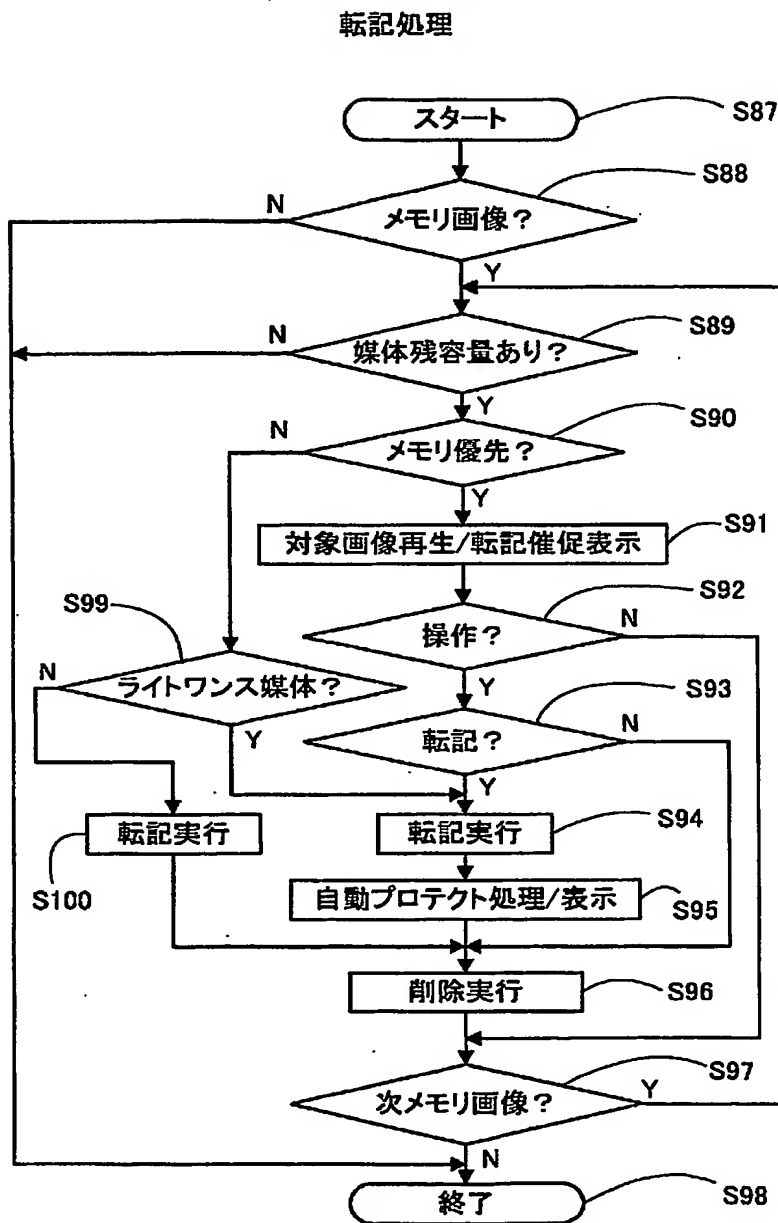 転記処理
スタート
S87
S88
N
メモリ画像?
Y
S89
N
媒体残容量あり?
Y
S90
N
メモリ優先?
Y
対象画像再生/転記催促表示
S91
S92
S99
操作?
N
N
ライトワンス媒体?
Y
S93
Y
転記?
N
Y
転記実行
転記実行
S94
S100
自動プロテクト処理/表示
S95
削除実行
S96
S97
次メモリ画像?
Y
N
終了
S98